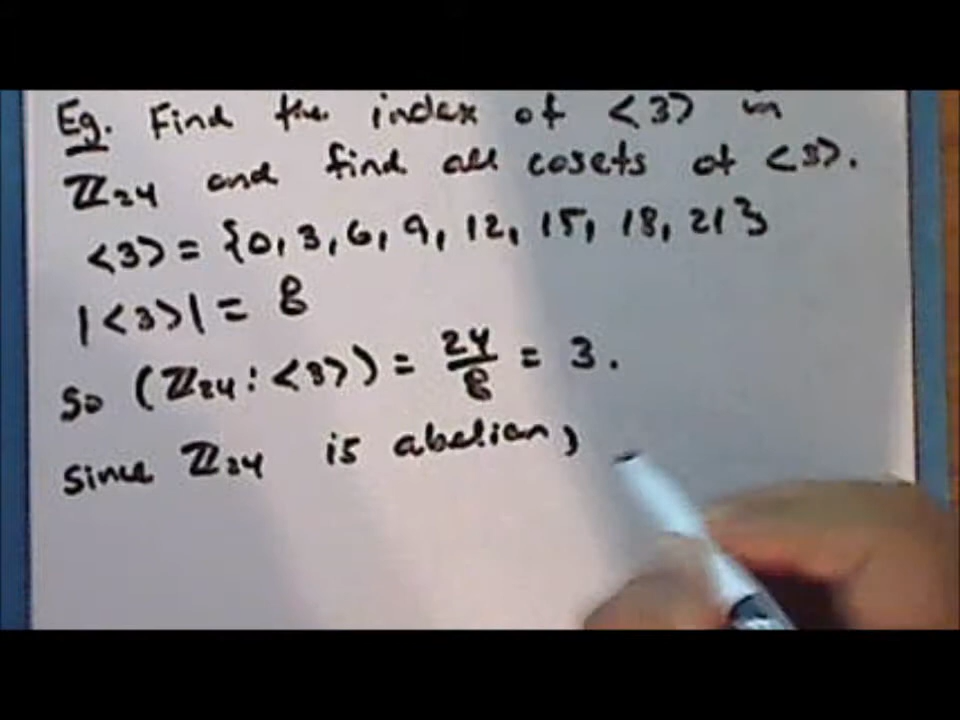 Eg. Find the index of <3> in
ℤ₂₄ and find all cosets of <3>.
<3> = {0, 3, 6, 9, 12, 15, 18, 21}
|<3>| = 8
So (ℤ₂₄ : <3>) = 24/8 = 3.
Since ℤ₂₄ is abelian,